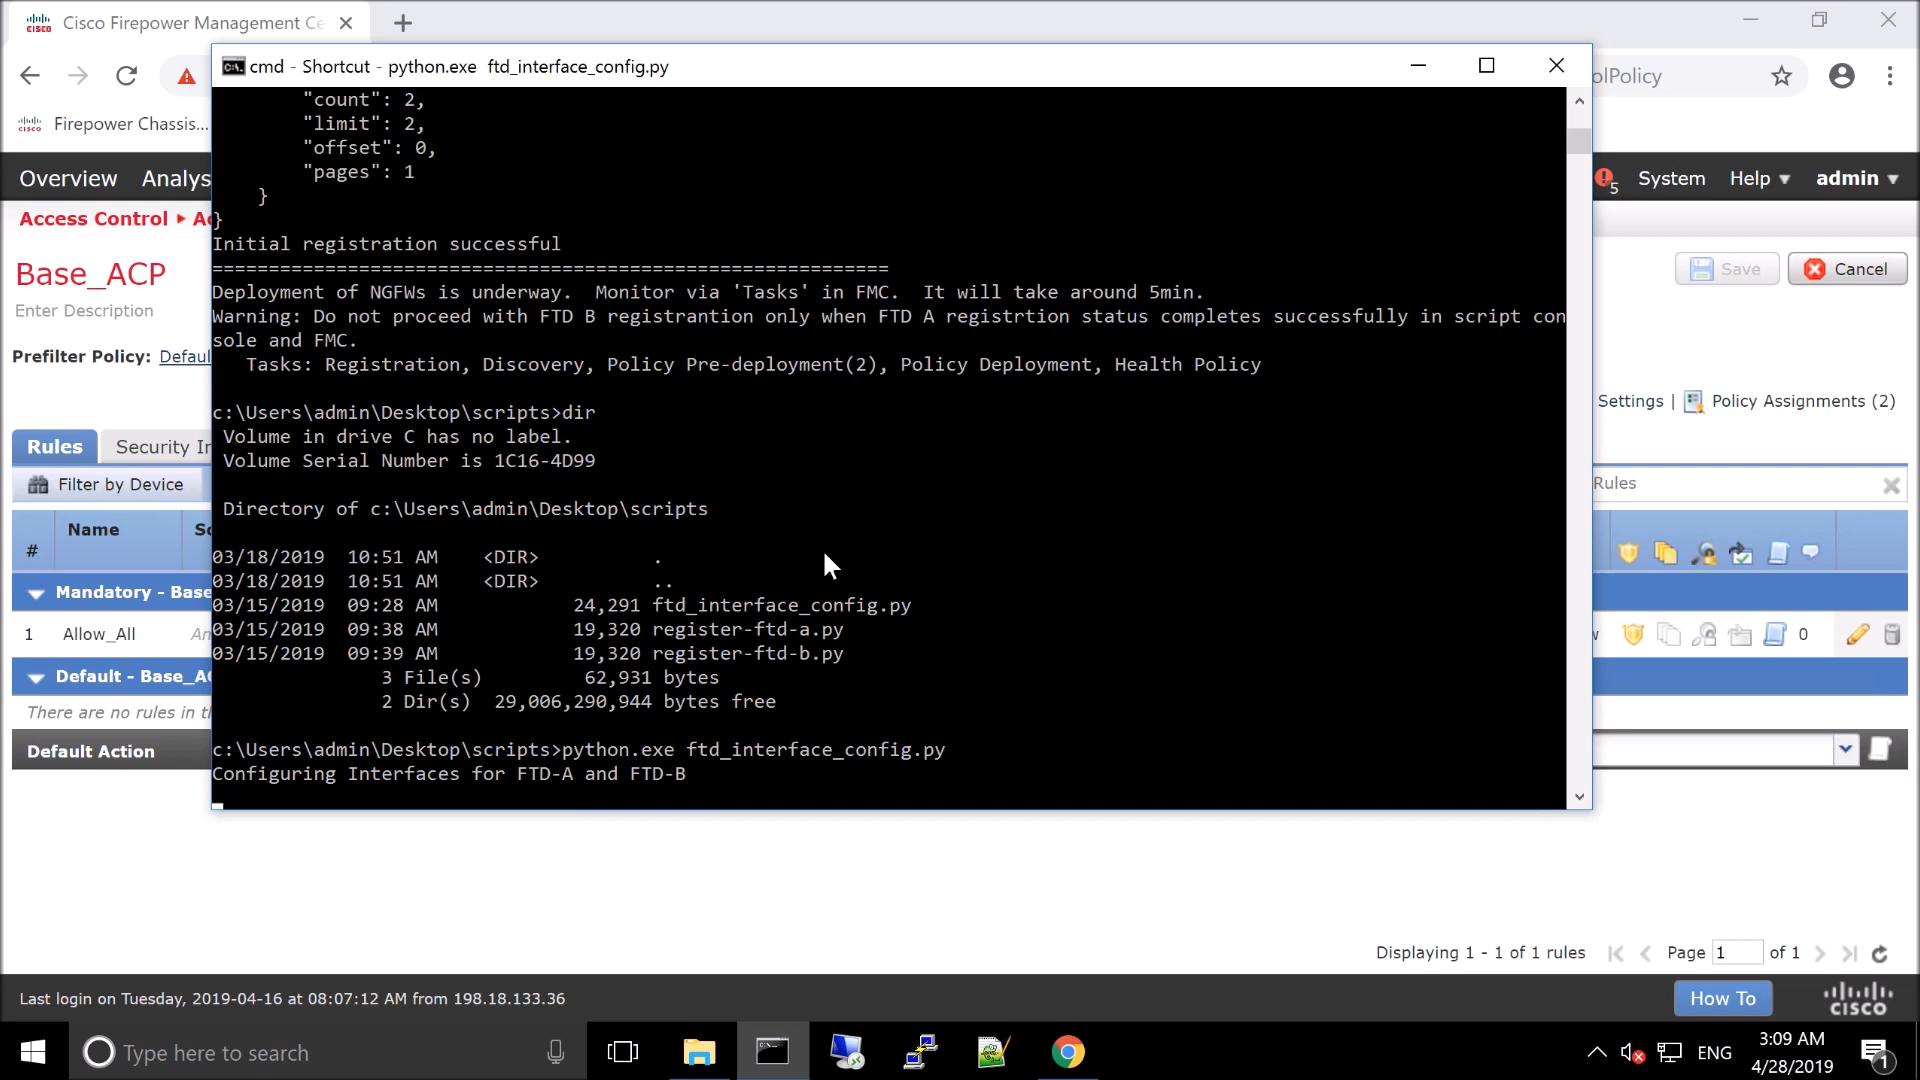 Cisco Firepower Management Ce
cmd - Shortcut - python.exe  ftd_interface_config.py
olPolicy
Firepower Chassis...
Overview
Analys
5
System
Help
admin
Access Control
Ac
Base_ACP
Enter Description
Save
Cancel
Prefilter Policy: Defaul
Settings |
Policy Assignments (2)
Rules
Security In
Filter by Device
Rules
#
Name
So
Mandatory - Base
1
Allow_All
An
0
Default - Base_AC
There are no rules in th
Default Action
"count": 2,
"limit": 2,
"offset": 0,
"pages": 1
}
}
Initial registration successful
============================================================
Deployment of NGFWs is underway.  Monitor via 'Tasks' in FMC.  It will take around 5min.
Warning: Do not proceed with FTD B registrantion only when FTD A registrtion status completes successfully in script con
sole and FMC.
Tasks: Registration, Discovery, Policy Pre-deployment(2), Policy Deployment, Health Policy
c:\Users\admin\Desktop\scripts>dir
Volume in drive C has no label.
Volume Serial Number is 1C16-4D99
Directory of c:\Users\admin\Desktop\scripts
03/18/2019  10:51 AM    <DIR>          .
03/18/2019  10:51 AM    <DIR>          ..
03/15/2019  09:28 AM            24,291 ftd_interface_config.py
03/15/2019  09:38 AM            19,320 register-ftd-a.py
03/15/2019  09:39 AM            19,320 register-ftd-b.py
3 File(s)         62,931 bytes
2 Dir(s)  29,006,290,944 bytes free
c:\Users\admin\Desktop\scripts>python.exe ftd_interface_config.py
Configuring Interfaces for FTD-A and FTD-B
Displaying 1 - 1 of 1 rules
Page 1 of 1
Last login on Tuesday, 2019-04-16 at 08:07:12 AM from 198.18.133.36
How To
CISCO
Type here to search
ENG
3:09 AM
4/28/2019
1